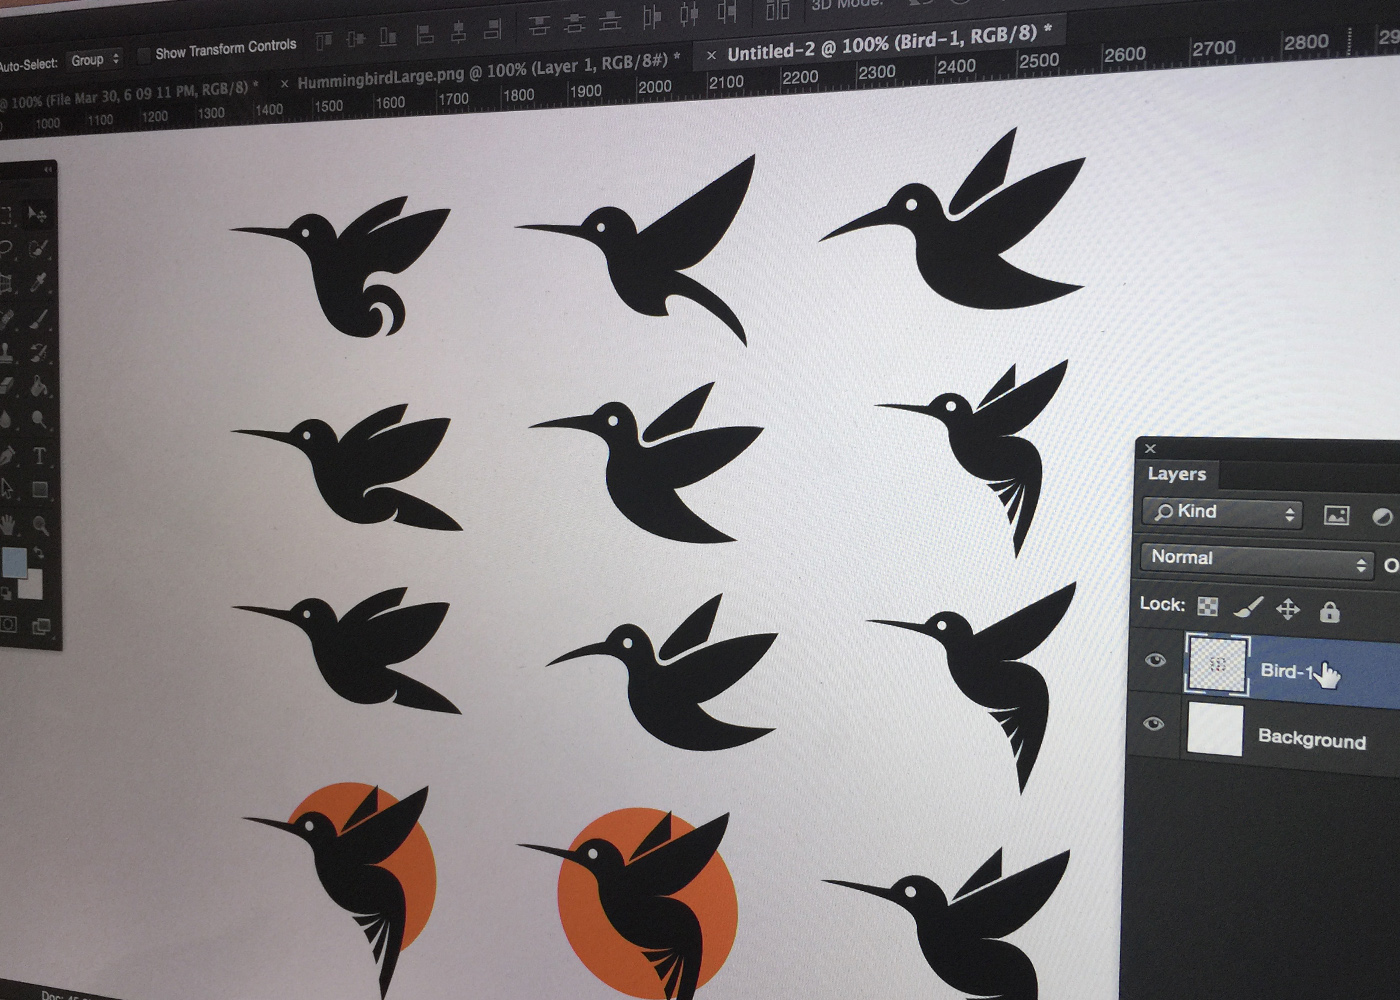 3D Mode:
Auto-Select: Group Show Transform Controls
@ 100% (File Mar 30, 6 09 11 PM, RGB/8) * × HummingbirdLarge.png @ 100% (Layer 1, RGB/8#) * × Untitled-2 @ 100% (Bird-1, RGB/8) *
1000 1100 1200 1300 1400 1500 1600 1700 1800 1900 2000 2100 2200 2300 2400 2500 2600 2700 2800
T
Layers
Kind
Normal
Lock:
Bird-1
Background